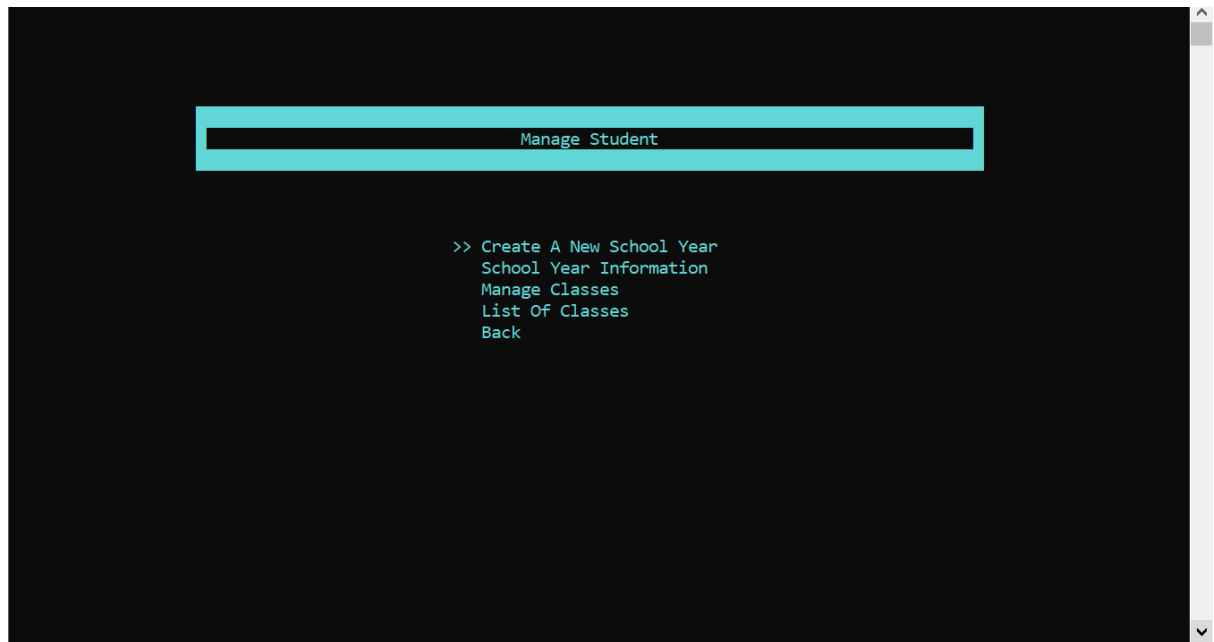 Manage Student
>> Create A New School Year
School Year Information
Manage Classes
List Of Classes
Back